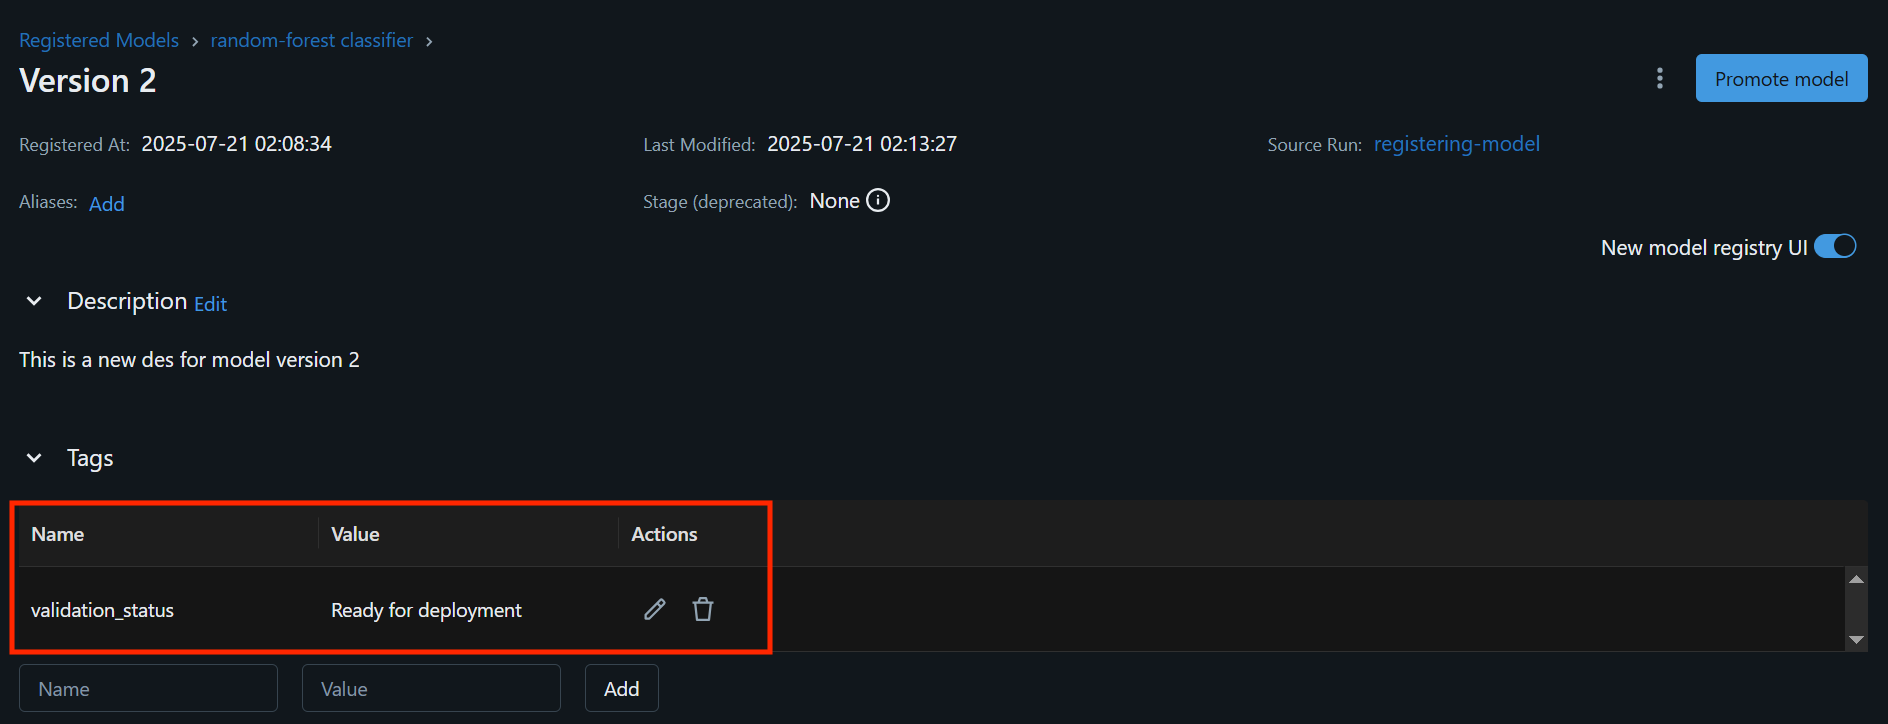 Registered Models > random-forest classifier >
Version 2
Promote model
Registered At: 2025-07-21 02:08:34
Last Modified: 2025-07-21 02:13:27
Source Run: registering-model
Aliases: Add
Stage (deprecated): None
New model registry UI
Description Edit
This is a new des for model version 2
Tags
Name Value Actions
validation_status Ready for deployment
Name Value Add